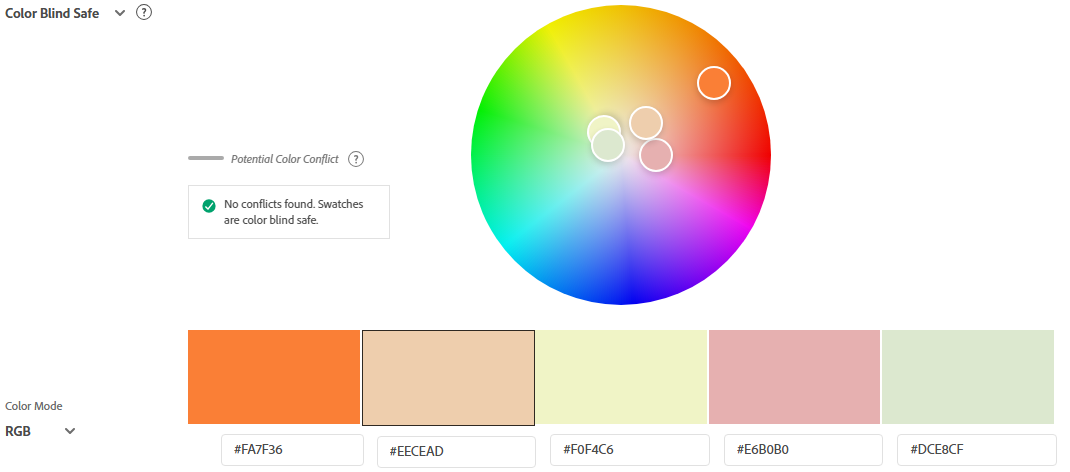 Color Blind Safe ?
Potential Color Conflict ?
No conflicts found. Swatches
are color blind safe.
Color Mode
RGB
#FA7F36 #EECEAD #F0F4C6 #E6B0B0 #DCE8CF